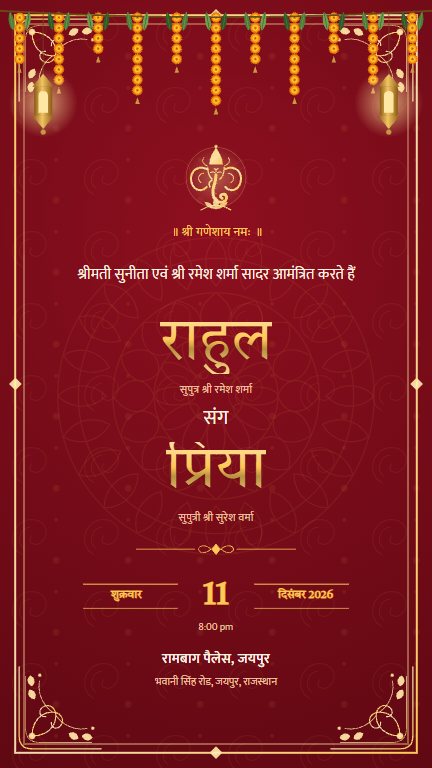 ॥ श्री गणेशाय नमः ॥
श्रीमती सुनीता एवं श्री रमेश शर्मा सादर आमंत्रित करते हैं
राहुल
सुपुत्र श्री रमेश शर्मा
संग
प्रिया
सुपुत्री श्री सुरेश वर्मा
शुक्रवार 11 दिसंबर 2026
8:00 pm
रामबाग पैलेस, जयपुर
भवानी सिंह रोड, जयपुर, राजस्थान